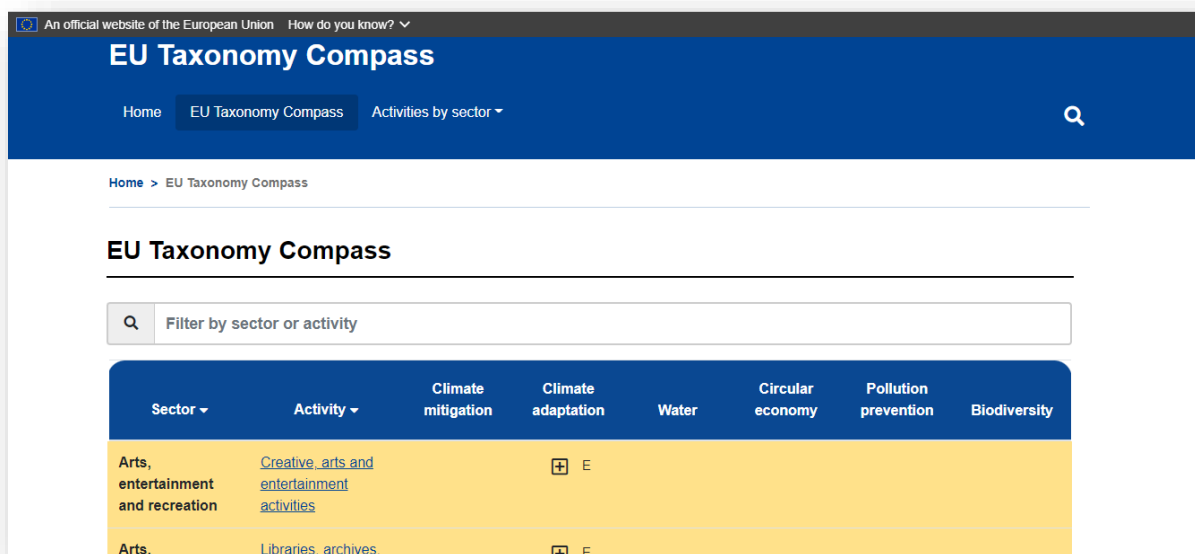 An official website of the European Union How do you know?
EU Taxonomy Compass
Home EU Taxonomy Compass Activities by sector
Home > EU Taxonomy Compass
EU Taxonomy Compass
Filter by sector or activity
Climate Climate Circular Pollution
Sector Activity mitigation adaptation Water economy prevention Biodiversity
Arts, Creative, arts and E
entertainment entertainment
and recreation activities
Arts, Libraries, archives, E